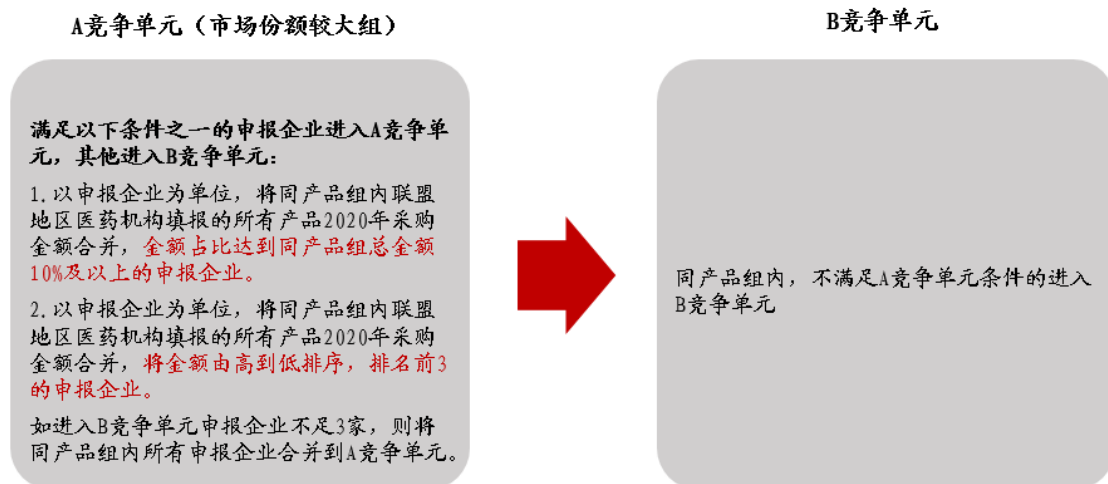 A竞争单元（市场份额较大组）
满足以下条件之一的申报企业进入A竞争单
元，其他进入B竞争单元：
1.以申报企业为单位，将同产品组内联盟
地区医药机构填报的所有产品2020年采购
金额合并，金额占比达到同产品组总金额
10%及以上的申报企业。
2.以申报企业为单位，将同产品组内联盟
地区医药机构填报的所有产品2020年采购
金额合并，将金额由高到低排序，排名前3
的申报企业。
如进入B竞争单元申报企业不足3家，则将
同产品组内所有申报企业合并到A竞争单元。
B竞争单元
同产品组内，不满足A竞争单元条件的进入
B竞争单元